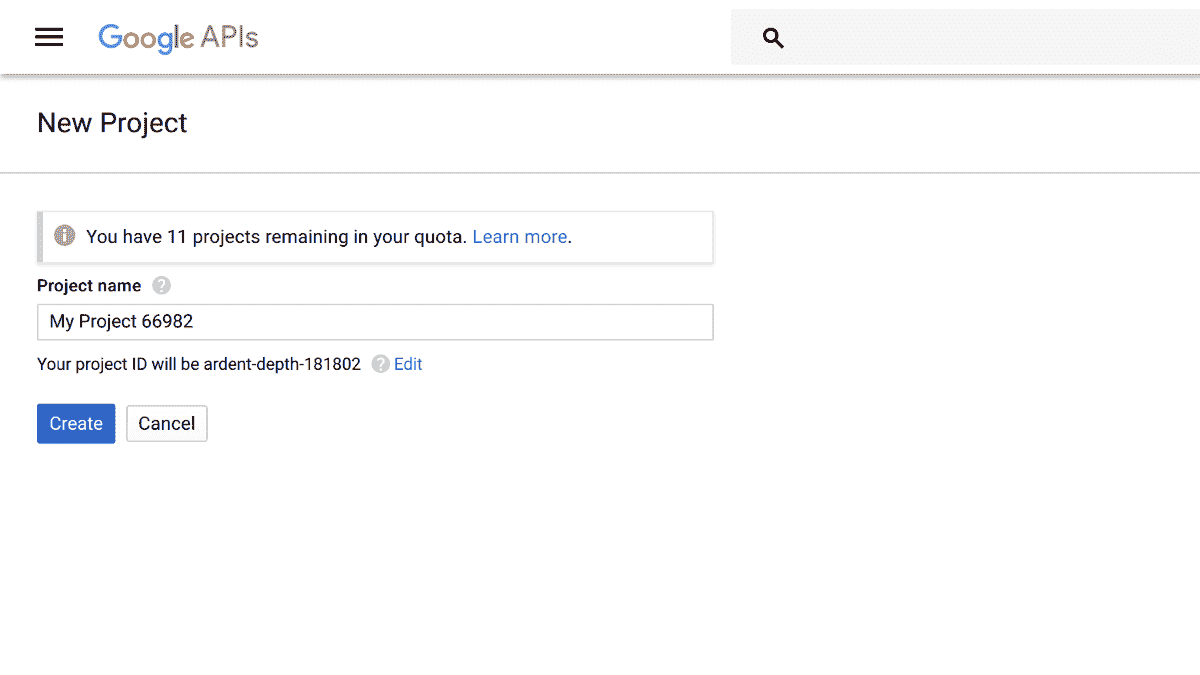 Google APIs
New Project
You have 11 projects remaining in your quota. Learn more.
Project name
My Project 66982
Your project ID will be ardent-depth-181802 Edit
Create Cancel